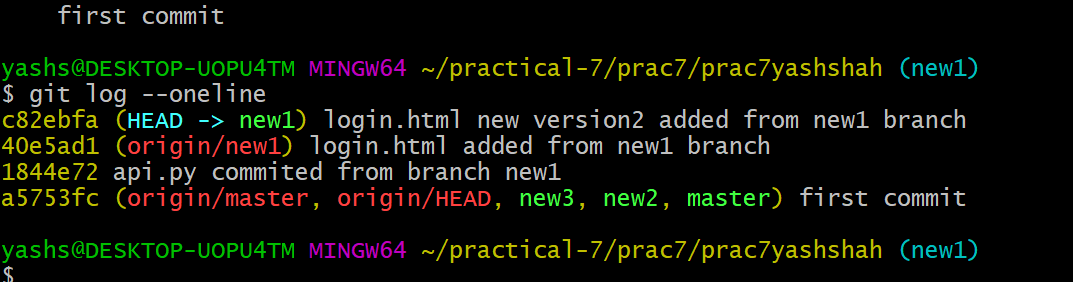 first commit
yashs@DESKTOP-UOPU4TM MINGW64 ~/practical-7/prac7/prac7yashshah (new1)
$ git log --oneline
c82ebfa (HEAD -> new1) login.html new version2 added from new1 branch
40e5ad1 (origin/new1) login.html added from new1 branch
1844e72 api.py commited from branch new1
a5753fc (origin/master, origin/HEAD, new3, new2, master) first commit
yashs@DESKTOP-UOPU4TM MINGW64 ~/practical-7/prac7/prac7yashshah (new1)
$